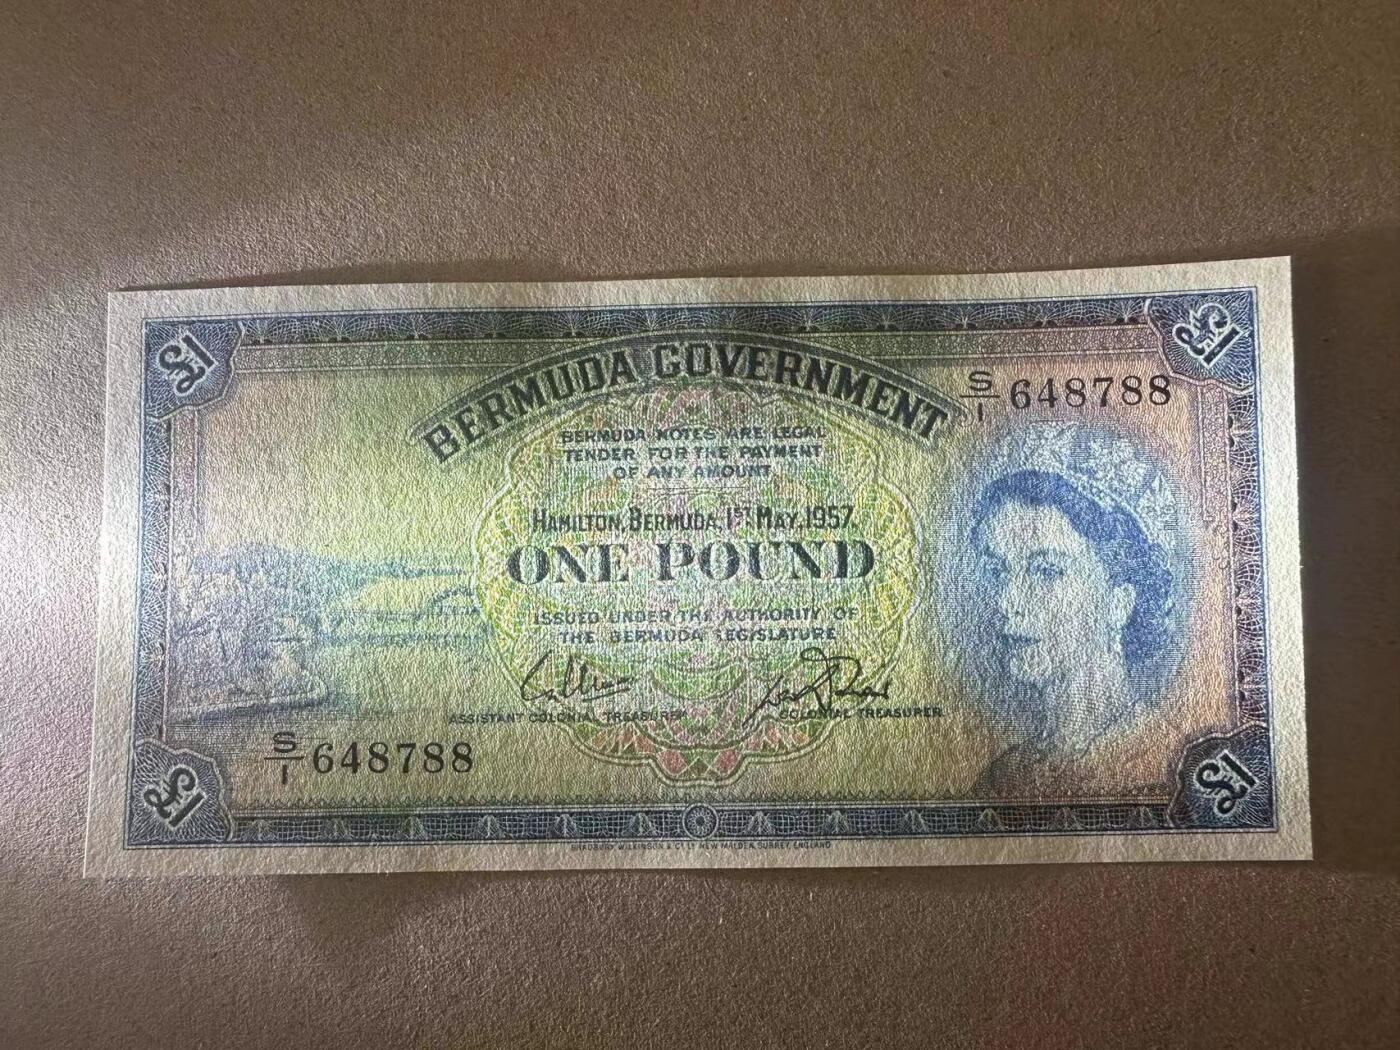 £1
£1
BERMUDA GOVERNMENT
S/1 648788
BERMUDA NOTES ARE LEGAL
TENDER FOR THE PAYMENT
OF ANY AMOUNT
HAMILTON, BERMUDA, 1ST MAY, 1957.
ONE POUND
ISSUED UNDER THE AUTHORITY OF
THE BERMUDA LEGISLATURE
ASSISTANT COLONIAL TREASURER
COLONIAL TREASURER
S/1 648788
£1
£1
BRADBURY, WILKINSON & Co. Ld. NEW MALDEN, SURREY, ENGLAND